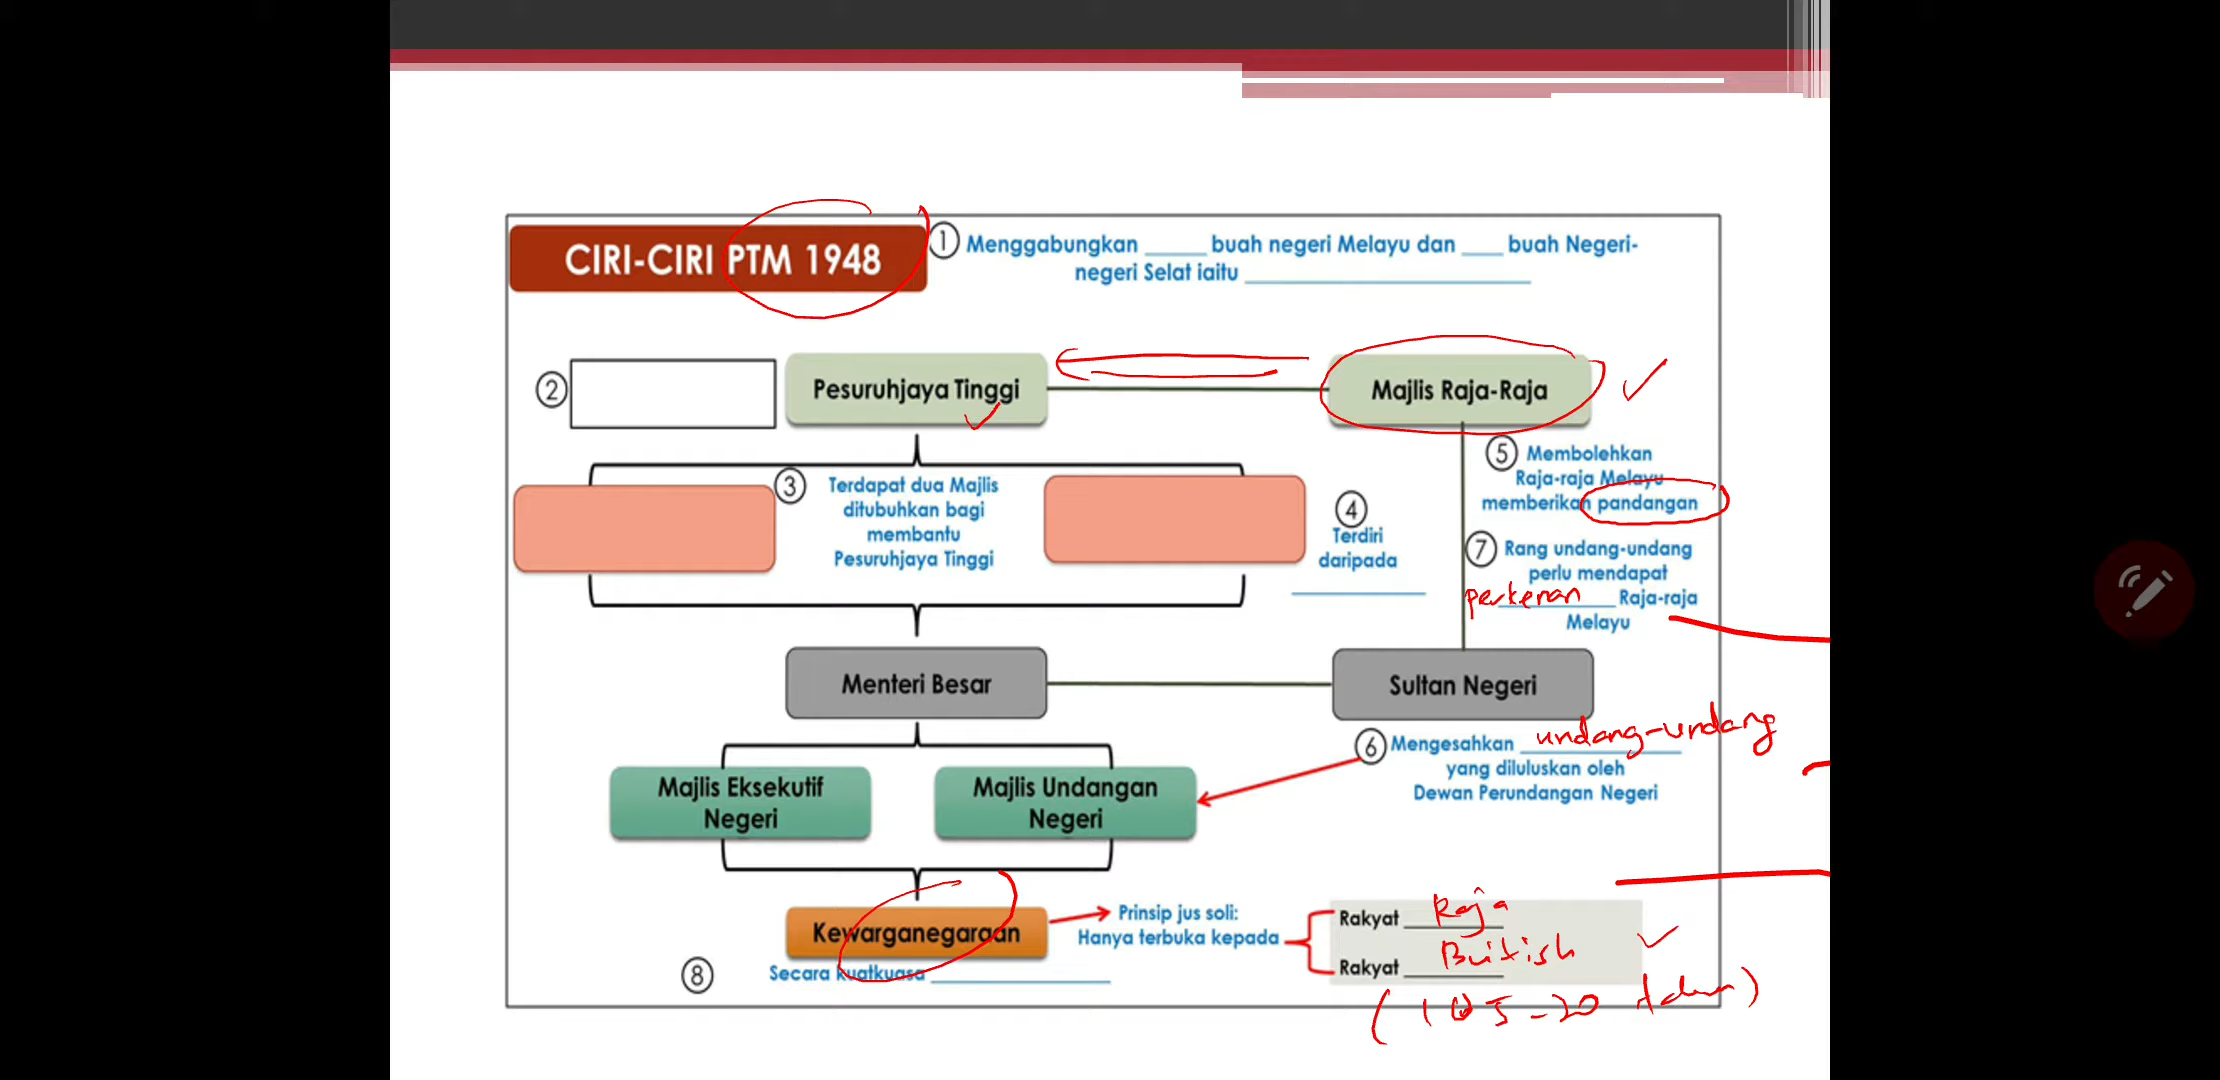 CIRI-CIRI PTM 1948
1 Menggabungkan _____ buah negeri Melayu dan ___ buah Negeri-
negeri Selat iaitu _______________________
2
Pesuruhjaya Tinggi
Majlis Raja-Raja
5 Membolehkan
Raja-raja Melayu
memberikan pandangan
3 Terdapat dua Majlis
ditubuhkan bagi
membantu
Pesuruhjaya Tinggi
4
Terdiri
daripada
___________
7 Rang undang-undang
perlu mendapat
perkenan Raja-raja
Melayu
Menteri Besar
Sultan Negeri
6 Mengesahkan undang-undang
yang diluluskan oleh
Dewan Perundangan Negeri
Majlis Eksekutif
Negeri
Majlis Undangan
Negeri
Kewarganegaraan
Prinsip jus soli:
Hanya terbuka kepada
Rakyat Raja
Rakyat British
8 Secara kuatkuasa _______________